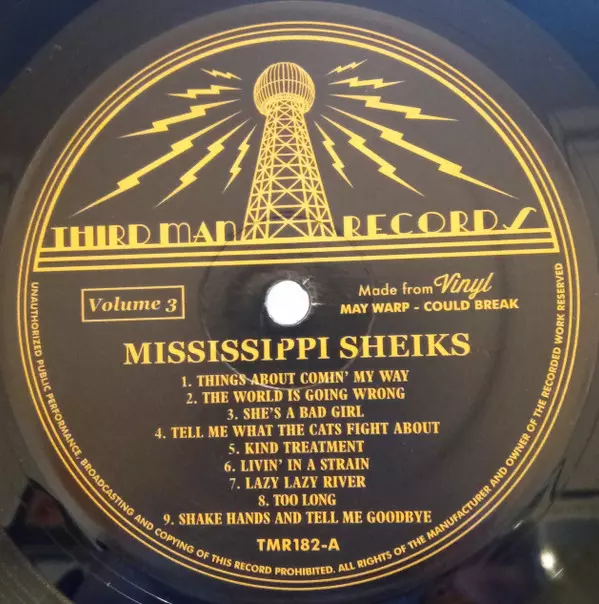 THIRD MAN RECORDS
Volume 3
Made from Vinyl
MAY WARP - COULD BREAK
MISSISSIPPI SHEIKS
1. THINGS ABOUT COMIN' MY WAY
2. THE WORLD IS GOING WRONG
3. SHE'S A BAD GIRL
4. TELL ME WHAT THE CATS FIGHT ABOUT
5. KIND TREATMENT
6. LIVIN' IN A STRAIN
7. LAZY LAZY RIVER
8. TOO LONG
9. SHAKE HANDS AND TELL ME GOODBYE
TMR182-A
UNAUTHORIZED PUBLIC PERFORMANCE, BROADCASTING AND COPYING OF THIS RECORD PROHIBITED. ALL RIGHTS OF THE MANUFACTURER AND OWNER OF THE RECORDED WORK RESERVED